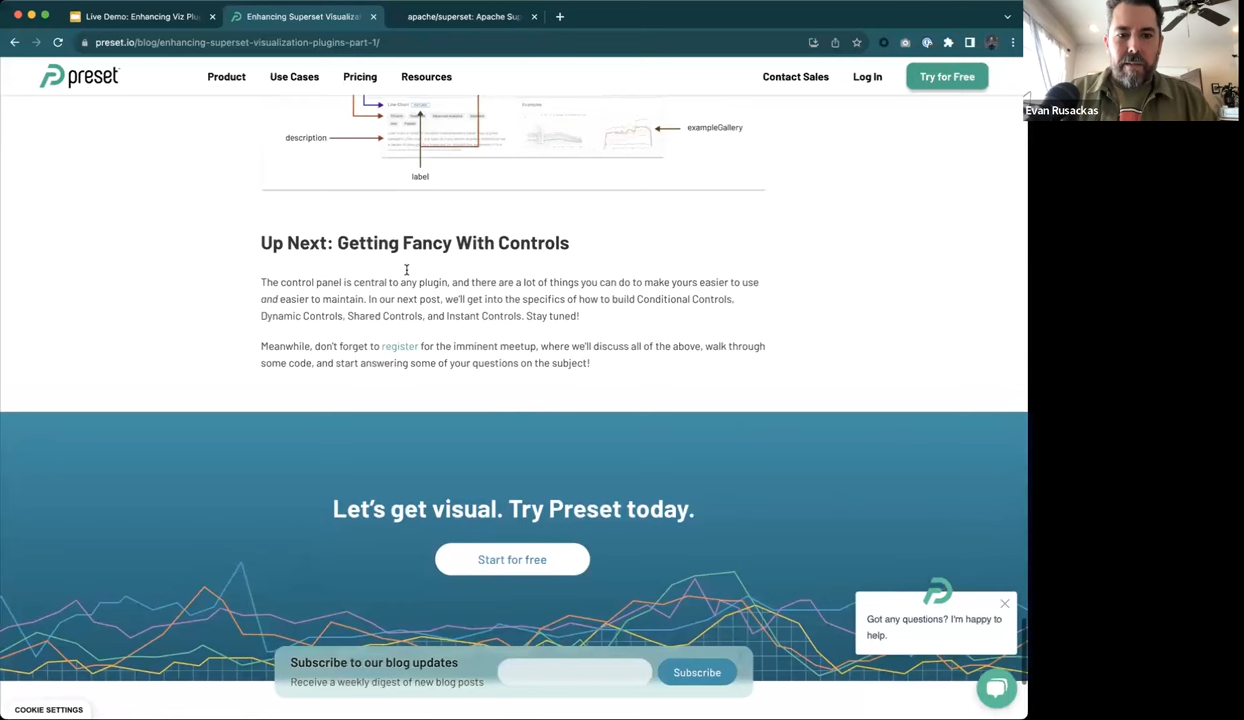 Live Demo: Enhancing Viz Plu
Enhancing Superset Visualiza
apache/superset: Apache Sup
preset.io/blog/enhancing-superset-visualization-plugins-part-1/
preset
Product
Use Cases
Pricing
Resources
Contact Sales
Log In
Try for Free
Evan Rusackas
Line Chart
Examples
description
exampleGallery
label
Up Next: Getting Fancy With Controls
The control panel is central to any plugin, and there are a lot of things you can do to make yours easier to use
and easier to maintain. In our next post, we'll get into the specifics of how to build Conditional Controls,
Dynamic Controls, Shared Controls, and Instant Controls. Stay tuned!
Meanwhile, don't forget to register for the imminent meetup, where we'll discuss all of the above, walk through
some code, and start answering some of your questions on the subject!
Let's get visual. Try Preset today.
Start for free
Got any questions? I'm happy to
help.
Subscribe to our blog updates
Receive a weekly digest of new blog posts
Subscribe
COOKIE SETTINGS